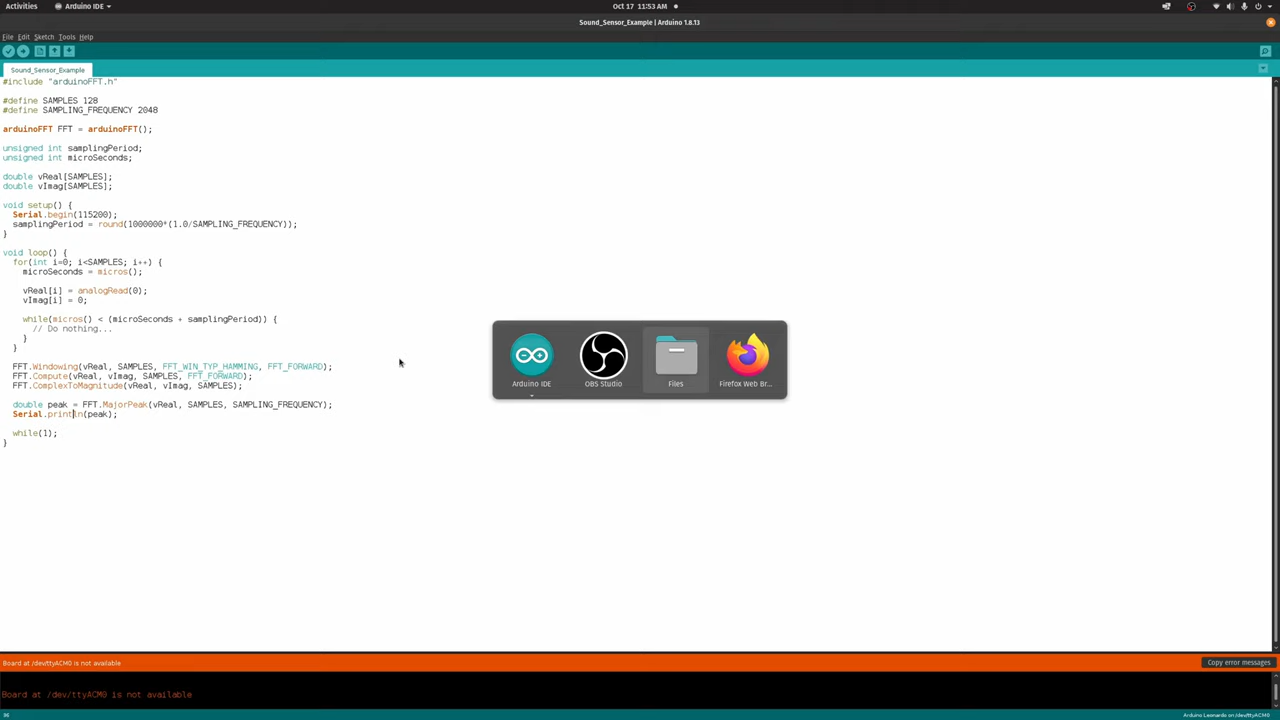 Activities
Arduino IDE
Oct 17 11:53 AM
Sound_Sensor_Example | Arduino 1.8.13
File Edit Sketch Tools Help
Sound_Sensor_Example
#include "arduinoFFT.h"
#define SAMPLES 128
#define SAMPLING_FREQUENCY 2048
arduinoFFT FFT = arduinoFFT();
unsigned int samplingPeriod;
unsigned int microSeconds;
double vReal[SAMPLES];
double vImag[SAMPLES];
void setup() {
Serial.begin(115200);
samplingPeriod = round(1000000*(1.0/SAMPLING_FREQUENCY));
}
void loop() {
for(int i=0; i<SAMPLES; i++) {
microSeconds = micros();
vReal[i] = analogRead(0);
vImag[i] = 0;
while(micros() < (microSeconds + samplingPeriod)) {
// Do nothing...
}
}
FFT.Windowing(vReal, SAMPLES, FFT_WIN_TYP_HAMMING, FFT_FORWARD);
FFT.Compute(vReal, vImag, SAMPLES, FFT_FORWARD);
FFT.ComplexToMagnitude(vReal, vImag, SAMPLES);
double peak = FFT.MajorPeak(vReal, SAMPLES, SAMPLING_FREQUENCY);
Serial.println(peak);
while(1);
}
Arduino IDE
OBS Studio
Files
Firefox Web Br...
Board at /dev/ttyACM0 is not available
Copy error messages
Board at /dev/ttyACM0 is not available
36
Arduino Leonardo on /dev/ttyACM0